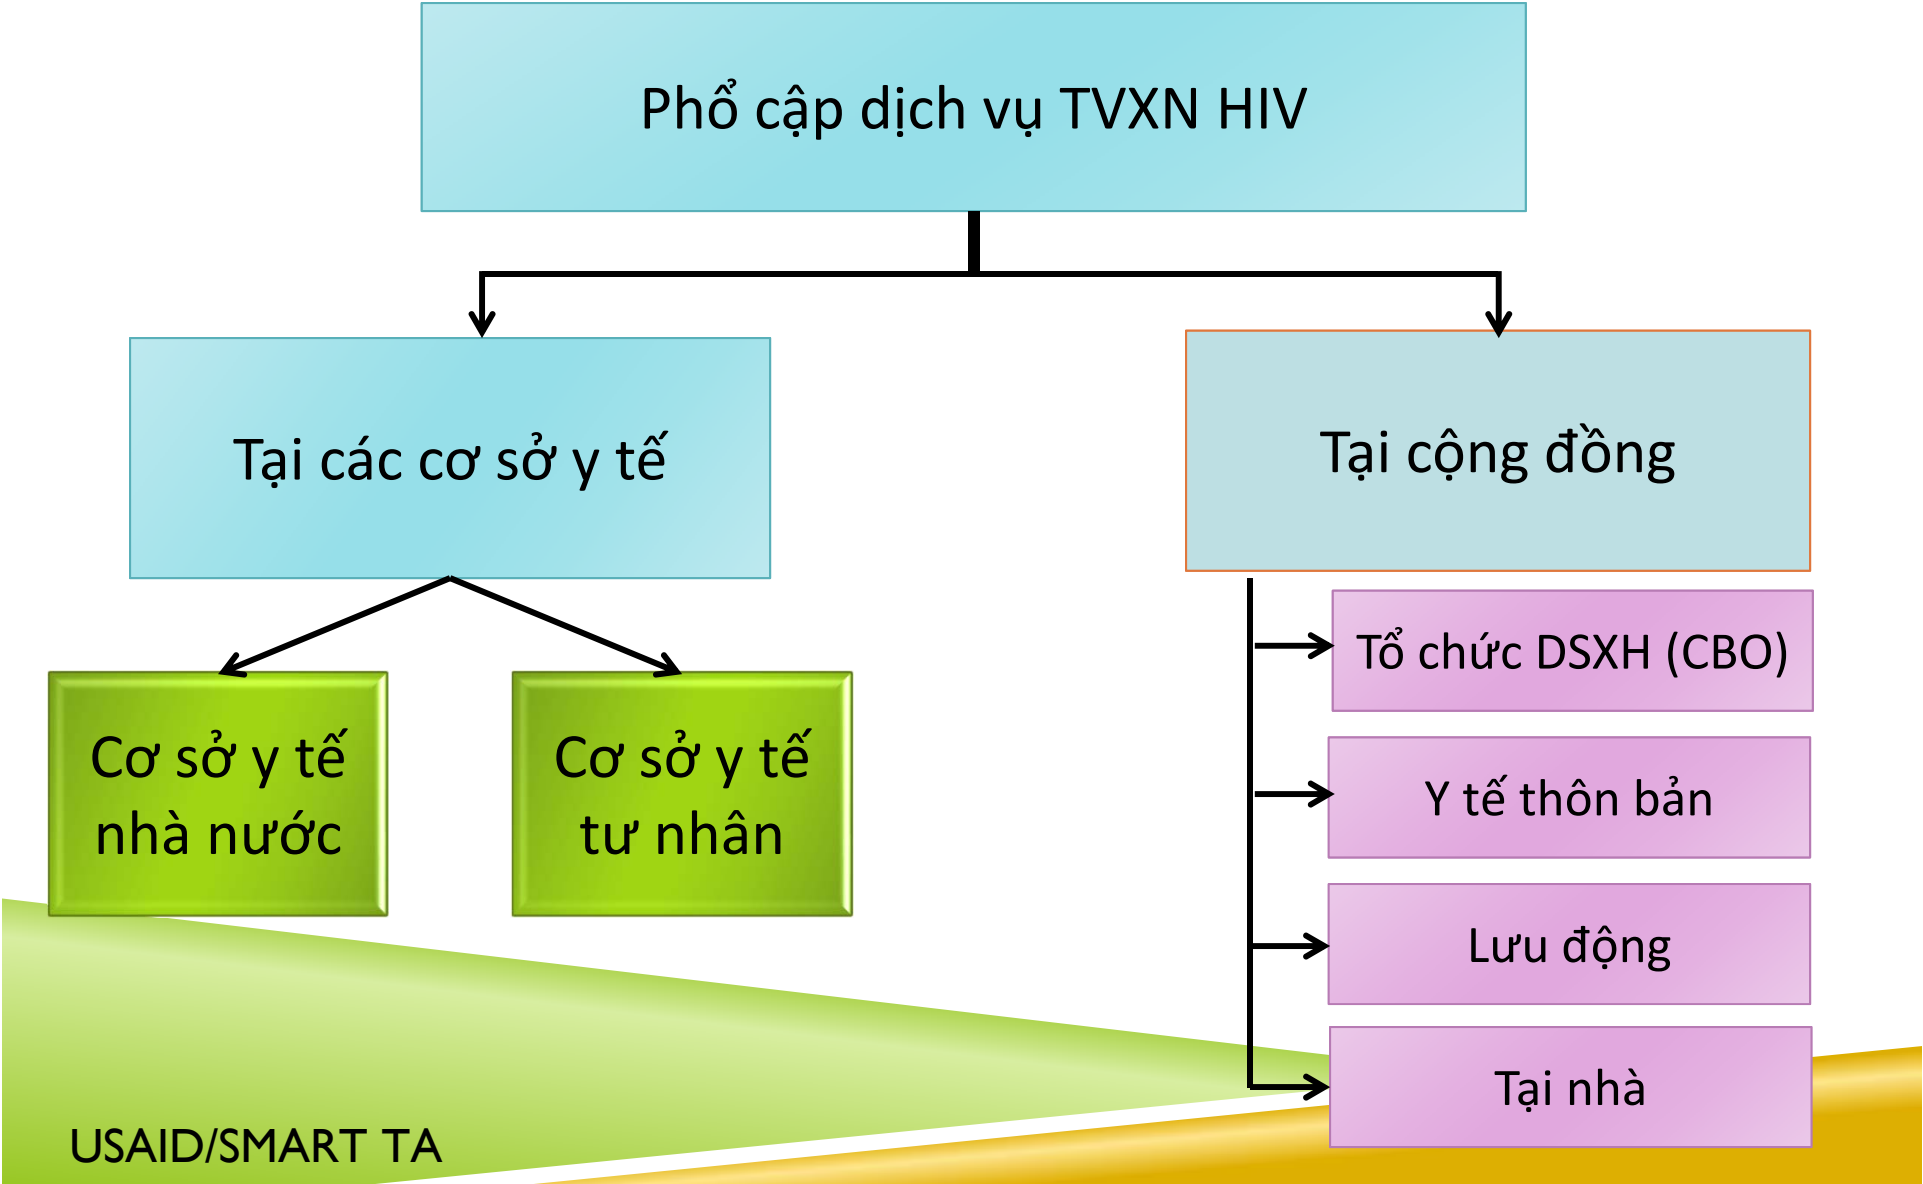 Phổ cập dịch vụ TVXN HIV
Tại các cơ sở y tế
Tại cộng đồng
Cơ sở y tế
nhà nước
Cơ sở y tế
tư nhân
Tổ chức DSXH (CBO)
Y tế thôn bản
Lưu động
Tại nhà
USAID/SMART TA